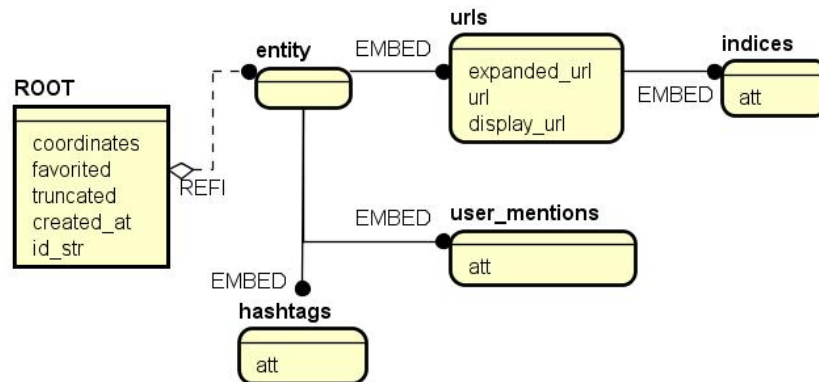 urls
EMBED
entity
indices
expanded_url
url
display_url
EMBED
att
ROOT
coordinates
favorited
truncated
created_at
id_str
REFI
EMBED
user_mentions
att
EMBED
hashtags
att